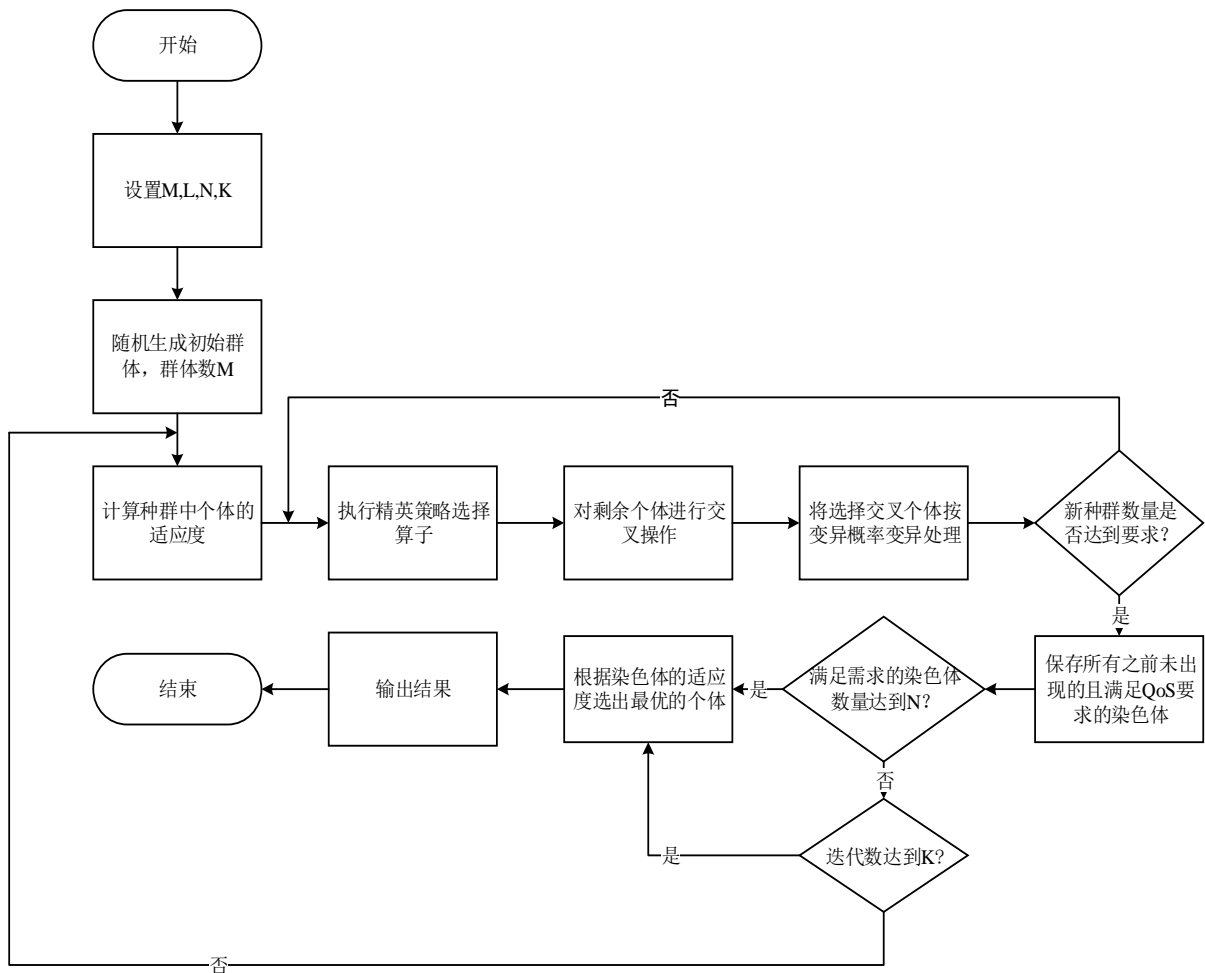 开始
设置M,L,N,K
随机生成初始群
体，群体数M
否
计算种群中个体的
适应度
执行精英策略选择
算子
对剩余个体进行交
叉操作
将选择交叉个体按
变异概率变异处理
新种群数量是
否达到要求？
是
保存所有之前未出
现的且满足QoS要
求的染色体
满足需求的染色体
数量达到N？
是
根据染色体的适应
度选出最优的个体
输出结果
结束
否
迭代数达到K？
是
否